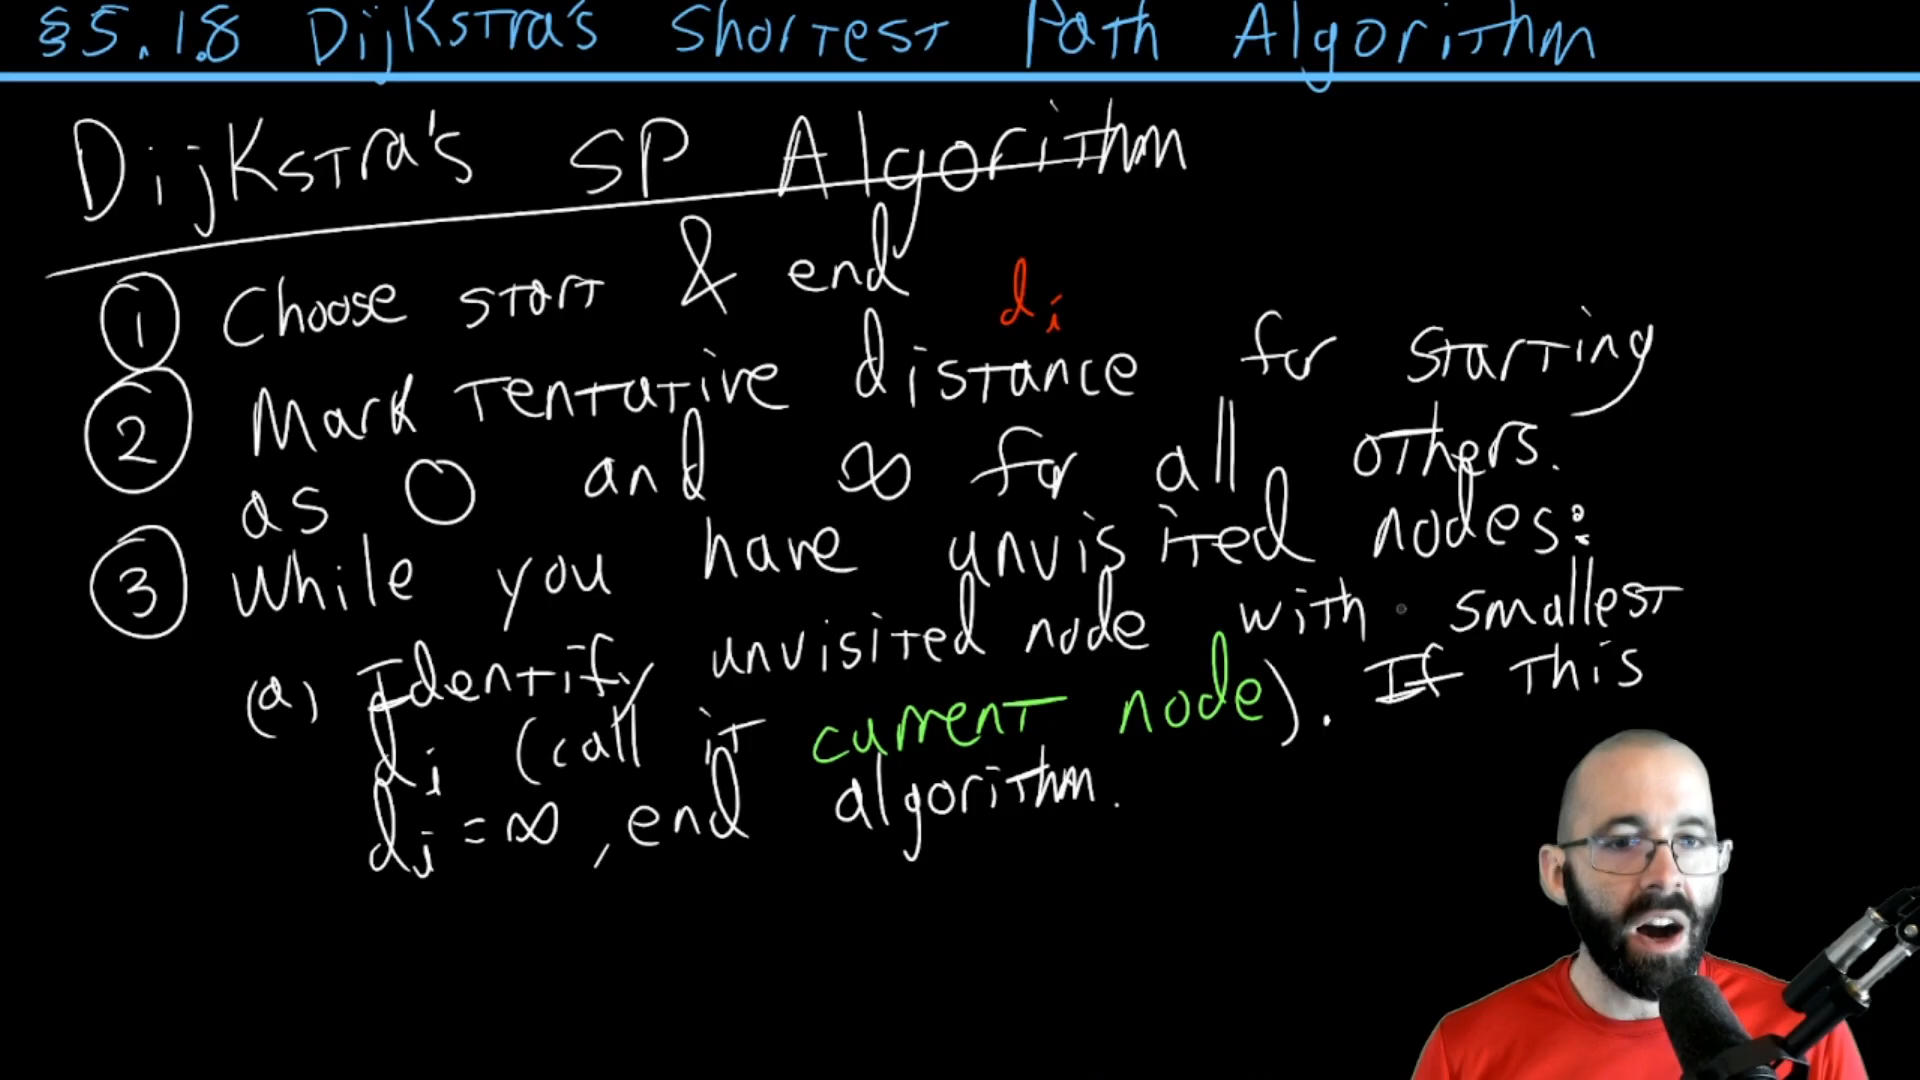 §5.1.8 Dijkstra's Shortest Path Algorithm
Dijkstra's SP Algorithm
① Choose start & end
di
② Mark tentative distance for starting
as 0 and ∞ for all others.
③ While you have unvisited nodes:
(a) Identify unvisited node with smallest
di (call it current node). If this
di = ∞, end algorithm.